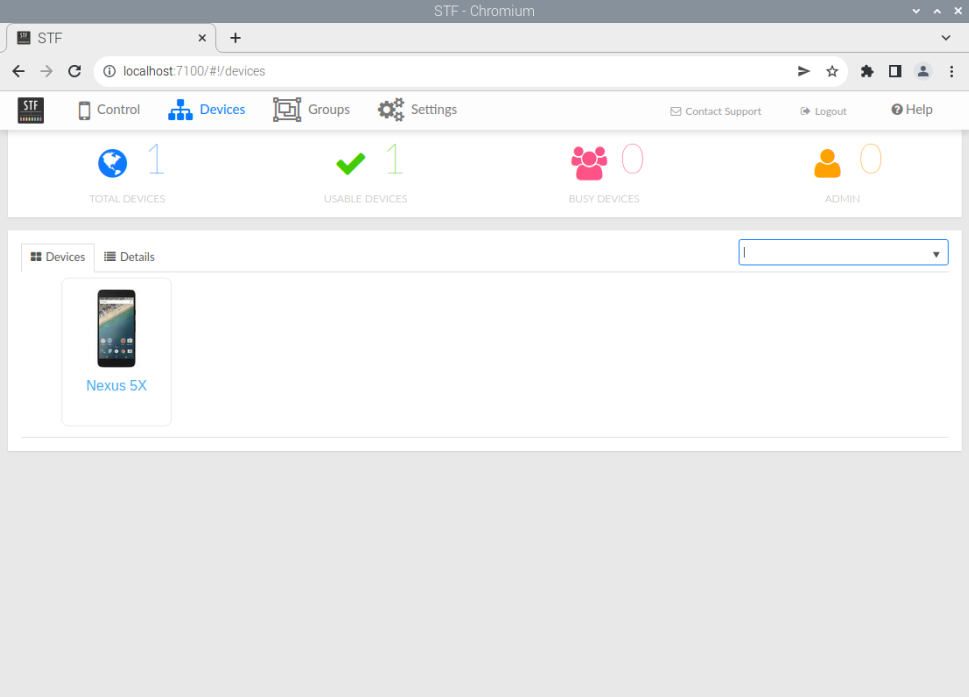 STF - Chromium
STF
localhost:7100/#!/devices
STF Control Devices Groups Settings Contact Support Logout Help
1 1 0 0
TOTAL DEVICES USABLE DEVICES BUSY DEVICES ADMIN
Devices Details
Nexus 5X